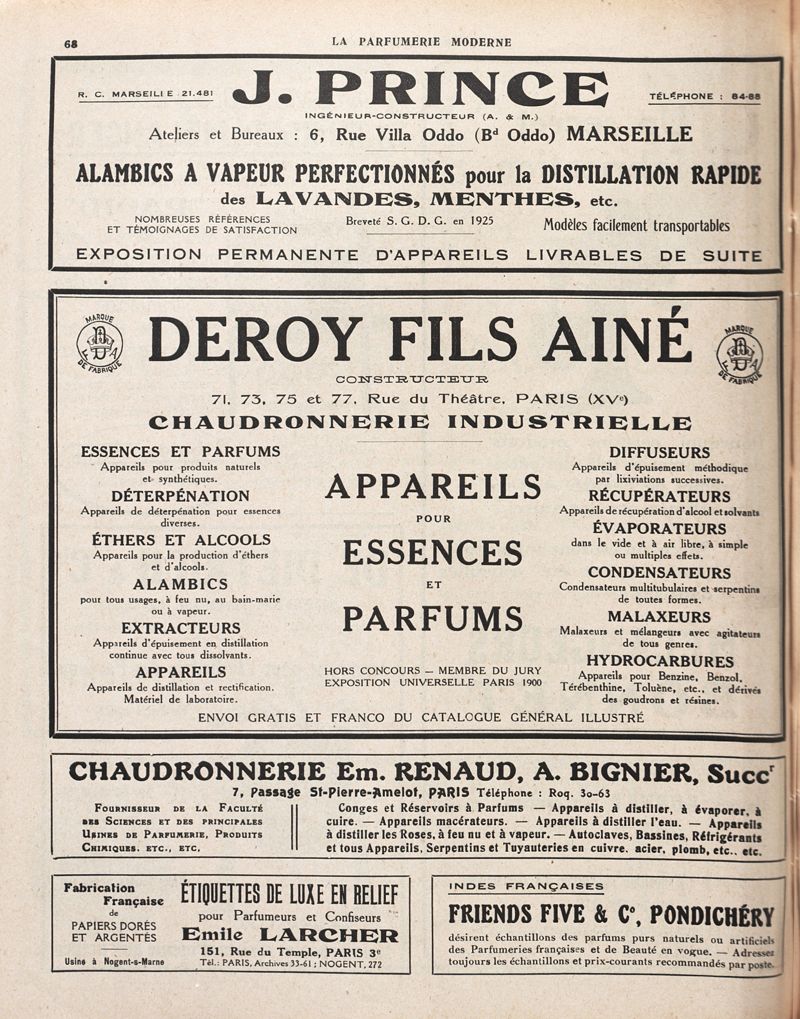 68
LA PARFUMERIE MODERNE
R. C. MARSEILLE 21.481
J. PRINCE
TÉLÉPHONE : 84-88
INGÉNIEUR-CONSTRUCTEUR (A. & M.)
Ateliers et Bureaux : 6, Rue Villa Oddo (Bd Oddo) MARSEILLE
ALAMBICS A VAPEUR PERFECTIONNÉS pour la DISTILLATION RAPIDE
des LAVANDES, MENTHES, etc.
NOMBREUSES RÉFÉRENCES
ET TÉMOIGNAGES DE SATISFACTION
Breveté S. G. D. G. en 1925
Modèles facilement transportables
EXPOSITION PERMANENTE D'APPAREILS LIVRABLES DE SUITE
MARQUE
DE FABRIQUE
DEROY FILS AINÉ
MARQUE
DE FABRIQUE
CONSTRUCTEUR
71, 73, 75 et 77, Rue du Théâtre, PARIS (XVe)
CHAUDRONNERIE INDUSTRIELLE
ESSENCES ET PARFUMS
Appareils pour produits naturels
et synthétiques.
DÉTERPÉNATION
Appareils de déterpénation pour essences
diverses.
ÉTHERS ET ALCOOLS
Appareils pour la production d'éthers
et d'alcools.
ALAMBICS
pour tous usages, à feu nu, au bain-marie
ou à vapeur.
EXTRACTEURS
Appareils d'épuisement en distillation
continue avec tous dissolvants.
APPAREILS
Appareils de distillation et rectification.
Matériel de laboratoire.
APPAREILS
POUR
ESSENCES
ET
PARFUMS
HORS CONCOURS — MEMBRE DU JURY
EXPOSITION UNIVERSELLE PARIS 1900
DIFFUSEURS
Appareils d'épuisement méthodique
par lixiviations successives.
RÉCUPÉRATEURS
Appareils de récupération d'alcool et solvants
ÉVAPORATEURS
dans le vide et à air libre, à simple
ou multiples effets.
CONDENSATEURS
Condensateurs multitubulaires et serpentins
de toutes formes.
MALAXEURS
Malaxeurs et mélangeurs avec agitateurs
de tous genres.
HYDROCARBURES
Appareils pour Benzine, Benzol,
Térébenthine, Toluène, etc., et dérivés
des goudrons et résines.
ENVOI GRATIS ET FRANCO DU CATALOGUE GÉNÉRAL ILLUSTRÉ
CHAUDRONNERIE Em. RENAUD, A. BIGNIER, Succr
7, Passage St-Pierre-Amelot, PARIS Téléphone : Roq. 30-63
FOURNISSEUR DE LA FACULTÉ
DES SCIENCES ET DES PRINCIPALES
USINES DE PARFUMERIE, PRODUITS
CHIMIQUES, ETC., ETC.
Conges et Réservoirs à Parfums — Appareils à distiller, à évaporer, à
cuire. — Appareils macérateurs. — Appareils à distiller l'eau. — Appareils
à distiller les Roses, à feu nu et à vapeur. — Autoclaves, Bassines, Réfrigérants
et tous Appareils, Serpentins et Tuyauteries en cuivre, acier, plomb, etc., etc.
Fabrication
Française
de
PAPIERS DORÉS
ET ARGENTÉS
Usine à Nogent-s-Marne
ÉTIQUETTES DE LUXE EN RELIEF
pour Parfumeurs et Confiseurs
Emile LARCHER
151, Rue du Temple, PARIS 3e
Tél.: PARIS, Archives 33-61 ; NOGENT, 272
INDES FRANÇAISES
FRIENDS FIVE & Co, PONDICHÉRY
désirent échantillons des parfums purs naturels ou artificiels
des Parfumeries françaises et de Beauté en vogue. — Adresser
toujours les échantillons et prix-courants recommandés par poste.